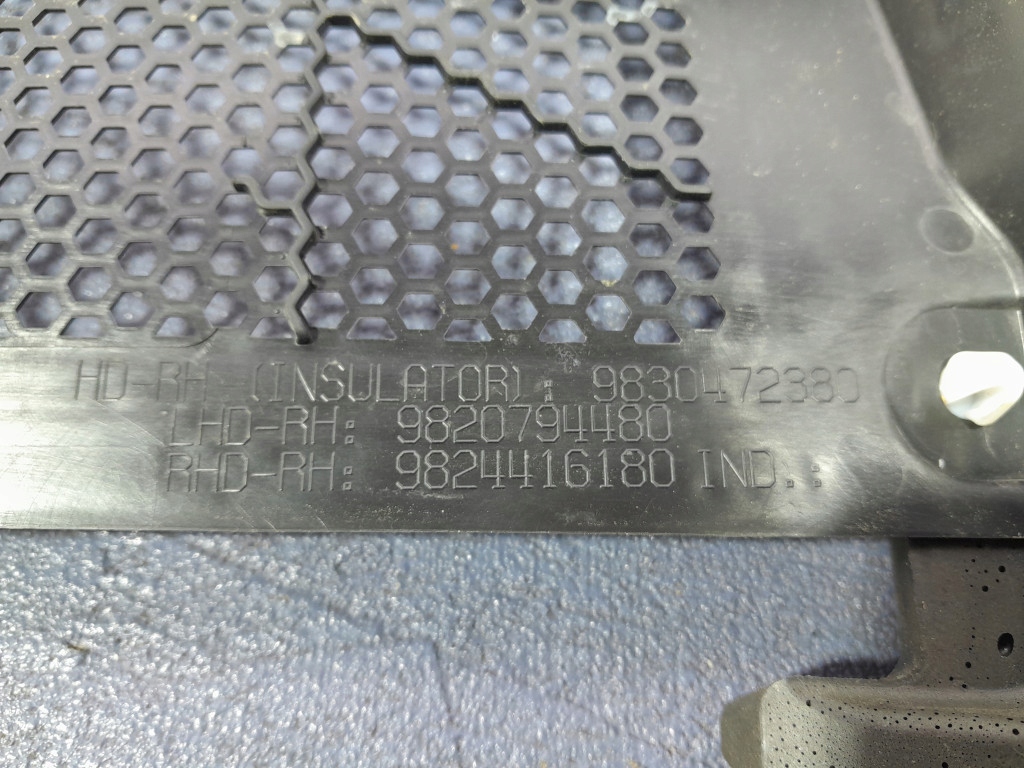 HD-RH.-(INSULATOR).: 9830472380
LHD-RH: 9820794480
RHD-RH: 9824416180 IND.: